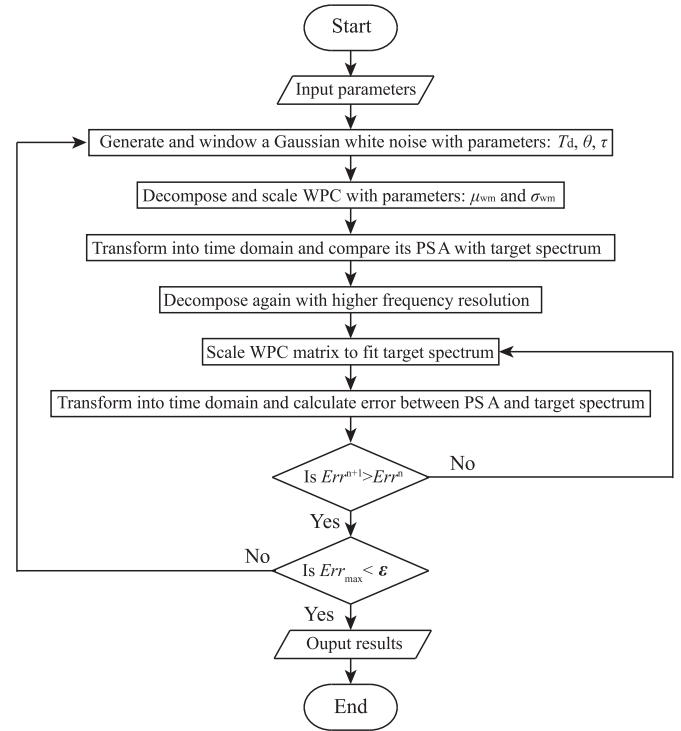 Start
Input parameters
Generate and window a Gaussian white noise with parameters: Td, θ, τ
Decompose and scale WPC with parameters: μwm and σwm
Transform into time domain and compare its PSA with target spectrum
Decompose again with higher frequency resolution
Scale WPC matrix to fit target spectrum
Transform into time domain and calculate error between PSA and target spectrum
Is Errⁿ⁺¹>Errⁿ
No
Yes
Is Errmax< ε
No
Yes
Ouput results
End